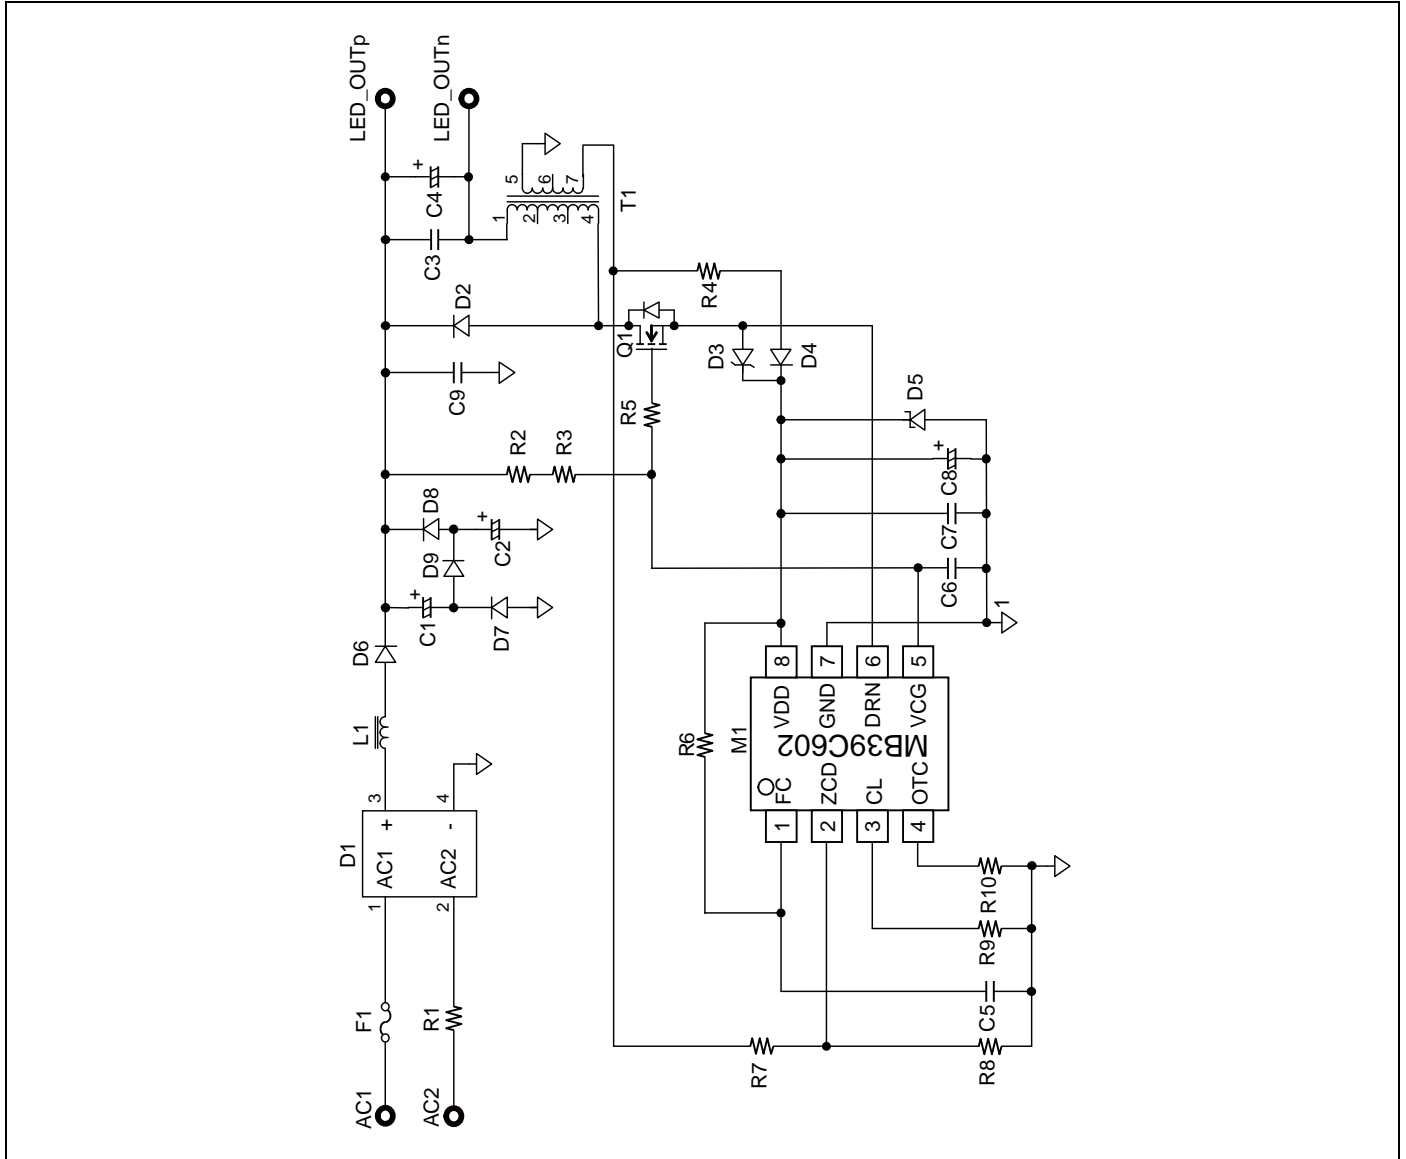 LED_OUTp
LED_OUTn
+
C4
C3
5
6
7
1
2
3
4
T1
D2
R4
Q1
D3
D4
C9
R5
D5
R2
R3
+
C8
D8
+
C2
C7
D9
+
C1
D7
C6
1
D6
8
7
6
5
VDD
GND
DRN
VCG
L1
R6
M1
MB39C602
FC
ZCD
CL
OTC
3
4
+
-
D1
AC1
AC2
1
2
3
4
1
2
R10
R9
F1
R1
C5
R7
R8
AC1
AC2